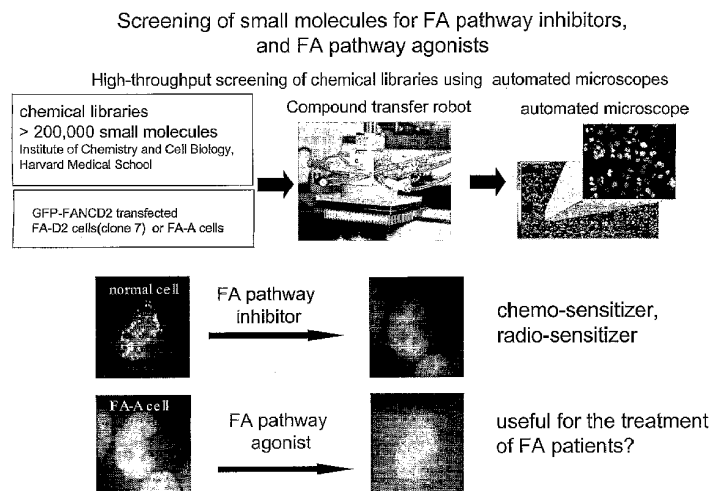 Screening of small molecules for FA pathway inhibitors,
and FA pathway agonists
High-throughput screening of chemical libraries using automated microscopes
chemical libraries
> 200,000 small molecules
Institute of Chemistry and Cell Biology,
Harvard Medical School
GFP-FANCD2 transfected
FA-D2 cells(clone 7) or FA-A cells
Compound transfer robot
automated microscope
normal cell
FA pathway
inhibitor
chemo-sensitizer,
radio-sensitizer
FA-A cell
FA pathway
agonist
useful for the treatment
of FA patients?